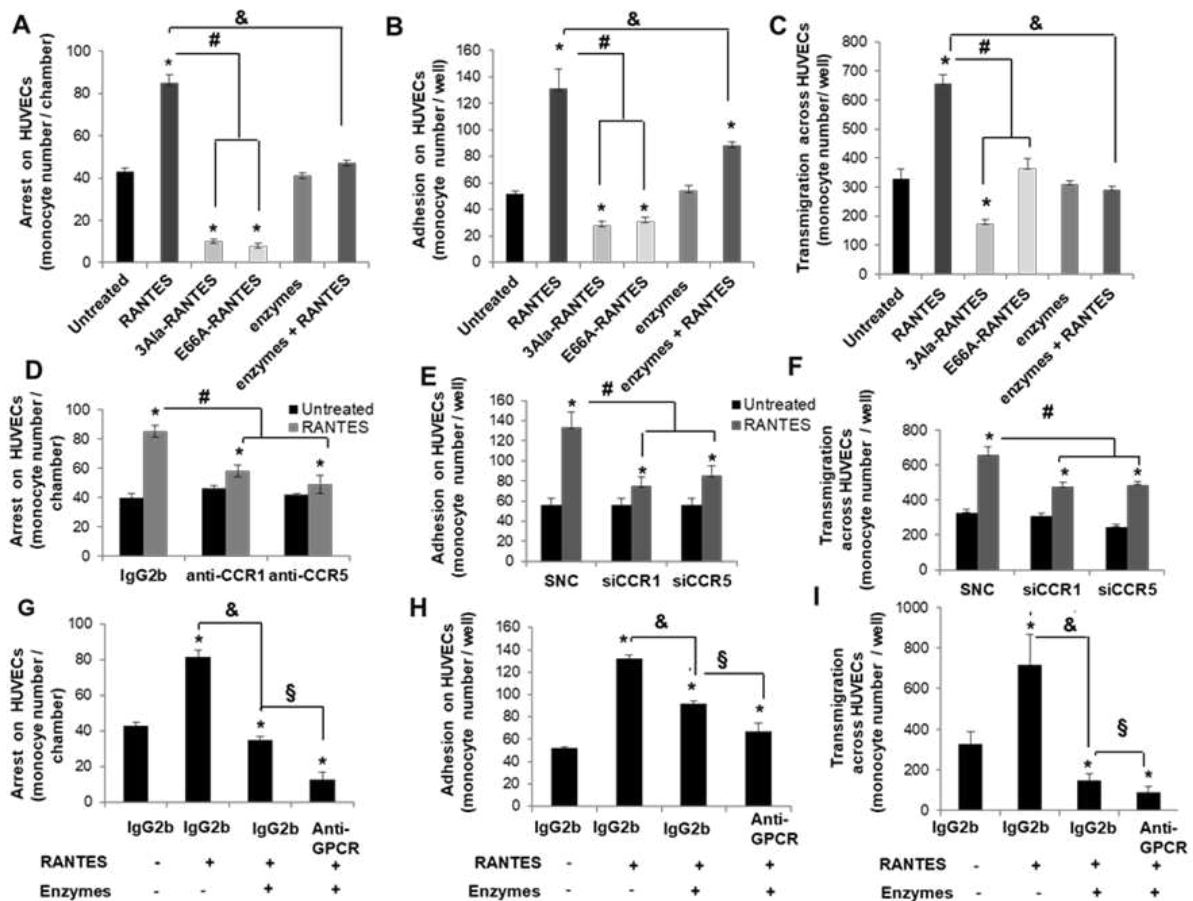 A
Arrest on HUVECs
(monocyte number / chamber)
100
80
60
40
20
0
*
#
&
*
*
Untreated
RANTES
3Ala-RANTES
E66A-RANTES
enzymes
enzymes + RANTES
B
Adhesion on HUVECs
(monocyte number / well)
160
140
120
100
80
60
40
20
0
*
#
&
*
*
*
Untreated
RANTES
3Ala-RANTES
E66A-RANTES
enzymes
enzymes + RANTES
C
Transmigration across HUVECs
(monocyte number/ well)
800
700
600
500
400
300
200
100
0
*
#
&
*
Untreated
RANTES
3Ala-RANTES
E66A-RANTES
enzymes
enzymes + RANTES
D
Arrest on HUVECs
(monocyte number /
chamber)
100
80
60
40
20
0
*
#
*
*
Untreated
RANTES
IgG2b
anti-CCR1
anti-CCR5
E
Adhesion on HUVECs
(monocyte number / well)
160
140
120
100
80
60
40
20
0
*
#
*
*
Untreated
RANTES
SNC
siCCR1
siCCR5
F
Transmigration
across HUVECs
(monocyte number / well)
800
600
400
200
0
*
#
*
*
SNC
siCCR1
siCCR5
G
Arrest on HUVECs
(monocye number /
chamber)
100
80
60
40
20
0
*
&
*
§
*
IgG2b IgG2b IgG2b Anti-
GPCR
RANTES - + + +
Enzymes - - + +
H
Adhesion on HUVECs
(monocyte number / well)
160
140
120
100
80
60
40
20
0
*
&
*
§
*
IgG2b IgG2b IgG2b Anti-
GPCR
RANTES - + + +
Enzymes - - + +
I
Transmigration
across HUVECs
(monocyte number / well)
1000
800
600
400
200
0
*
&
*
§
*
IgG2b IgG2b IgG2b Anti-
GPCR
RANTES - + + +
Enzymes - - + +